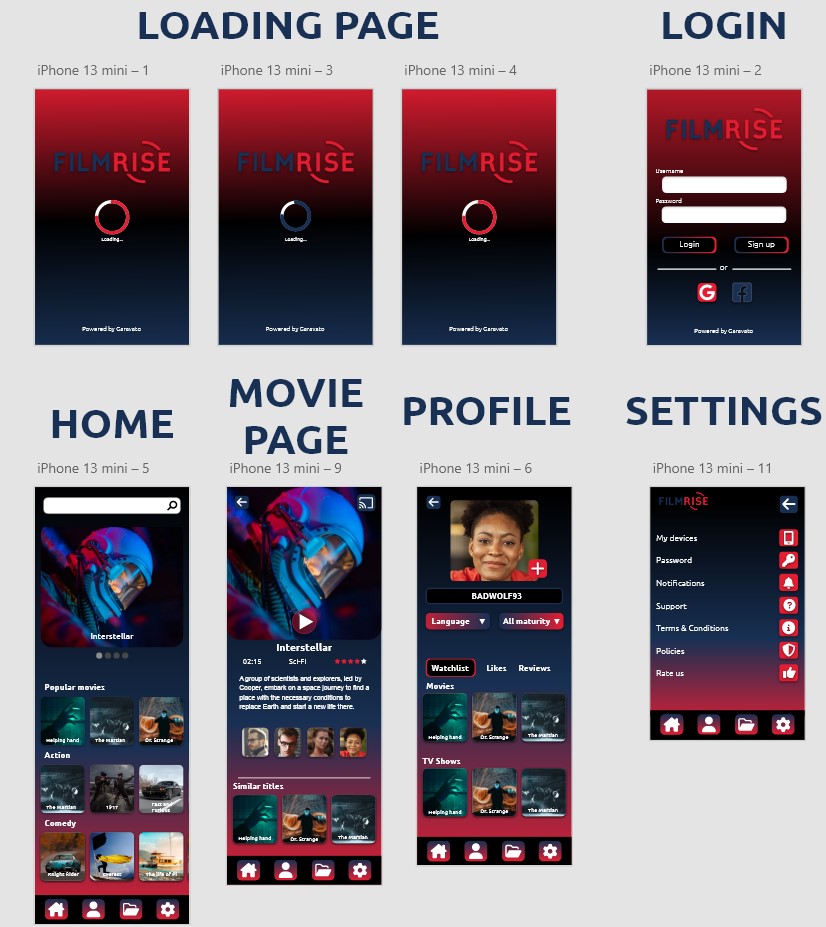 LOADING PAGE
LOGIN
iPhone 13 mini – 1
iPhone 13 mini – 3
iPhone 13 mini – 4
iPhone 13 mini – 2
FILMRISE
Loading...
Powered by Garavato
FILMRISE
Loading...
Powered by Garavato
FILMRISE
Loading...
Powered by Garavato
FILMRISE
Username
Password
Login
Sign up
or
G
f
Powered by Garavato
HOME
MOVIE
PAGE
PROFILE
SETTINGS
iPhone 13 mini – 5
iPhone 13 mini – 9
iPhone 13 mini – 6
iPhone 13 mini – 11
Interstellar
Popular movies
Helping hand
The Martian
Dr. Strange
Action
The Martian
1917
Fast and
Furious
Comedy
Knight Rider
Everest
The life of Pi
Interstellar
02:15
Sci-Fi
A group of scientists and explorers, led by
Cooper, embark on a space journey to find a
place with the necessary conditions to
replace Earth and start a new life there.
Similar titles
Helping hand
Dr. Strange
The Martian
BADWOLF93
Language
All maturity
Watchlist
Likes
Reviews
Movies
Helping hand
Dr. Strange
The Martian
TV Shows
Helping hand
Dr. Strange
The Martian
FILMRISE
My devices
Password
Notifications
Support
Terms & Conditions
Policies
Rate us